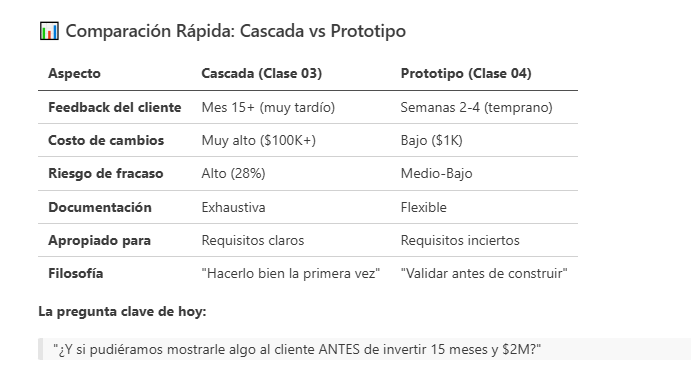 📊 Comparación Rápida: Cascada vs Prototipo
Aspecto Cascada (Clase 03) Prototipo (Clase 04)
Feedback del cliente Mes 15+ (muy tardío) Semanas 2-4 (temprano)
Costo de cambios Muy alto ($100K+) Bajo ($1K)
Riesgo de fracaso Alto (28%) Medio-Bajo
Documentación Exhaustiva Flexible
Apropiado para Requisitos claros Requisitos inciertos
Filosofía "Hacerlo bien la primera vez" "Validar antes de construir"
La pregunta clave de hoy:
"¿Y si pudiéramos mostrarle algo al cliente ANTES de invertir 15 meses y $2M?"